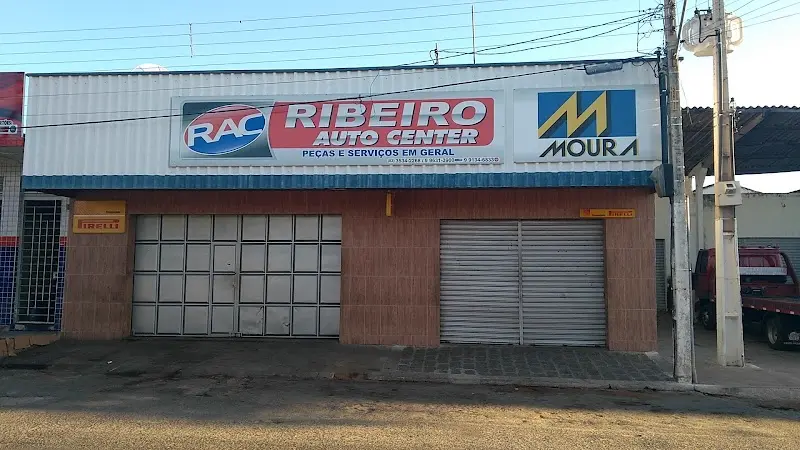 RAC
RIBEIRO
AUTO CENTER
PEÇAS E SERVIÇOS EM GERAL
MOURA
PIRELLI
PIRELLI